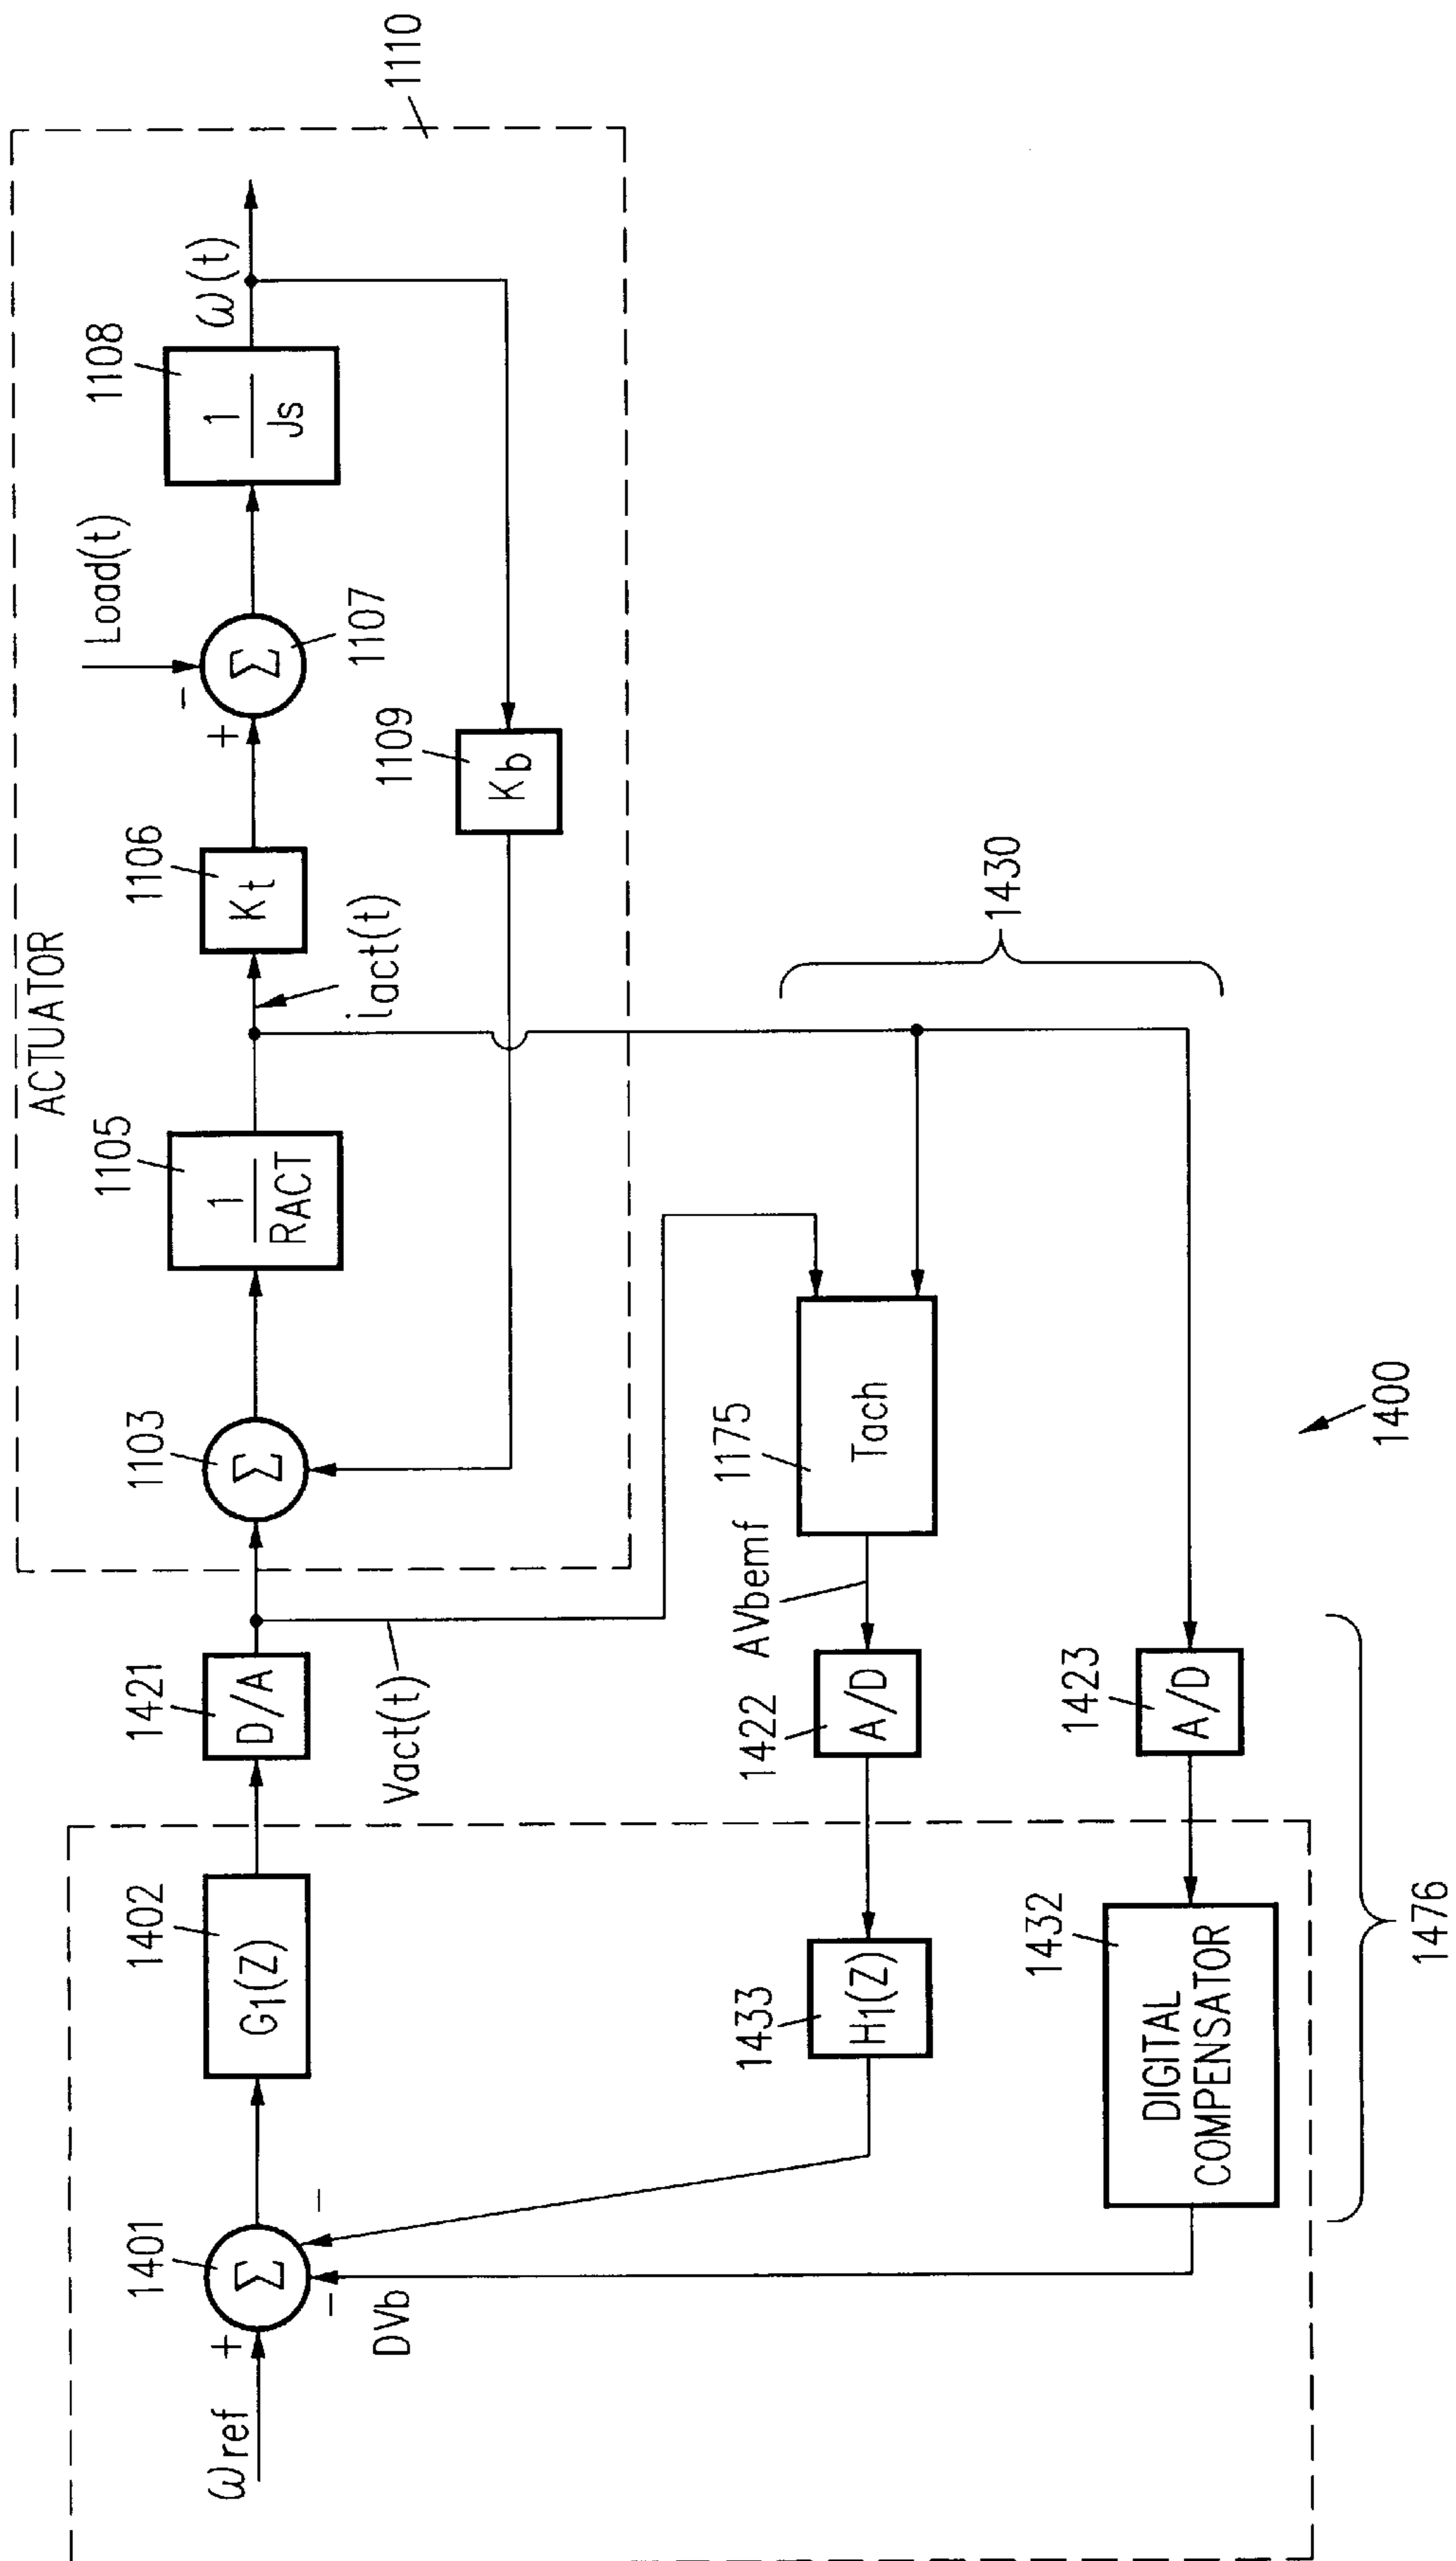 ACTUATOR
1110
ωref
+
-
-
DVb
1401
Σ
1402
G1(Z)
1421
D/A
Vact(t)
1103
Σ
1105
1
RACT
iact(t)
1106
Kt
+
-
Load(t)
Σ
1107
1108
1
Js
ω(t)
1109
Kb
1433
H1(Z)
1422
A/D
AVbemf
1175
Tach
1430
1432
DIGITAL
COMPENSATOR
1423
A/D
1476
1400